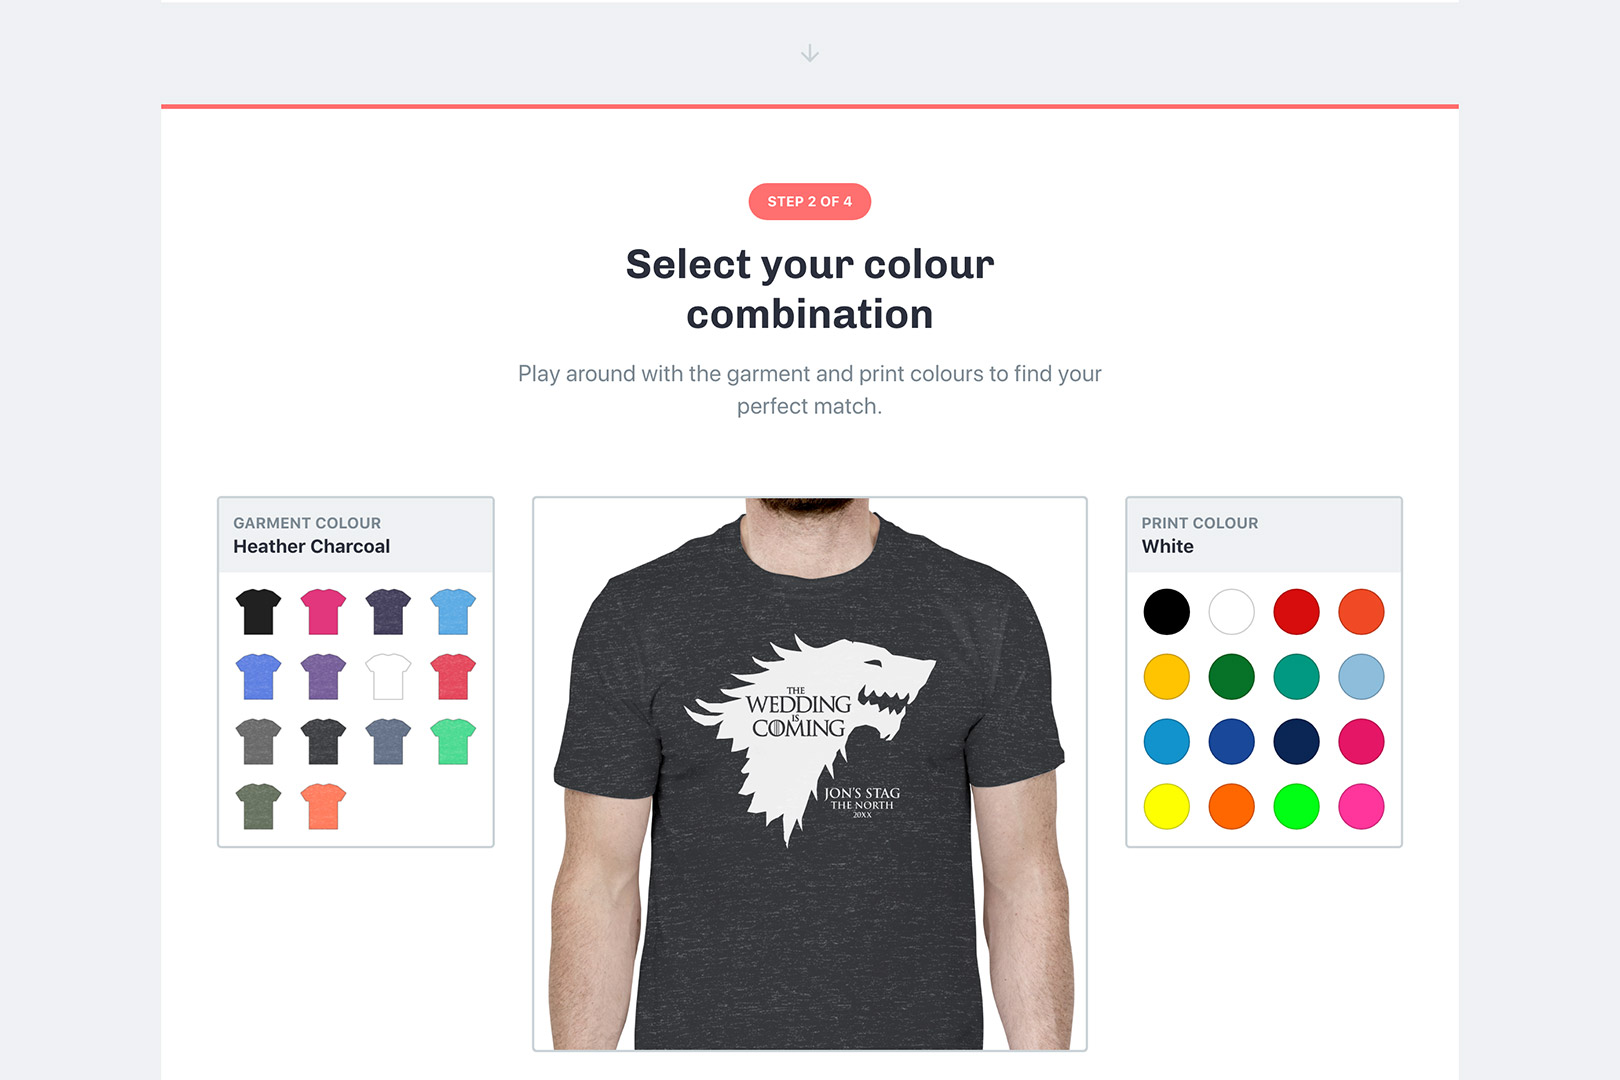 STEP 2 OF 4
Select your colour
combination
Play around with the garment and print colours to find your
perfect match.
GARMENT COLOUR
Heather Charcoal
THE
WEDDING
IS
COMING
JON'S STAG
THE NORTH
20XX
PRINT COLOUR
White